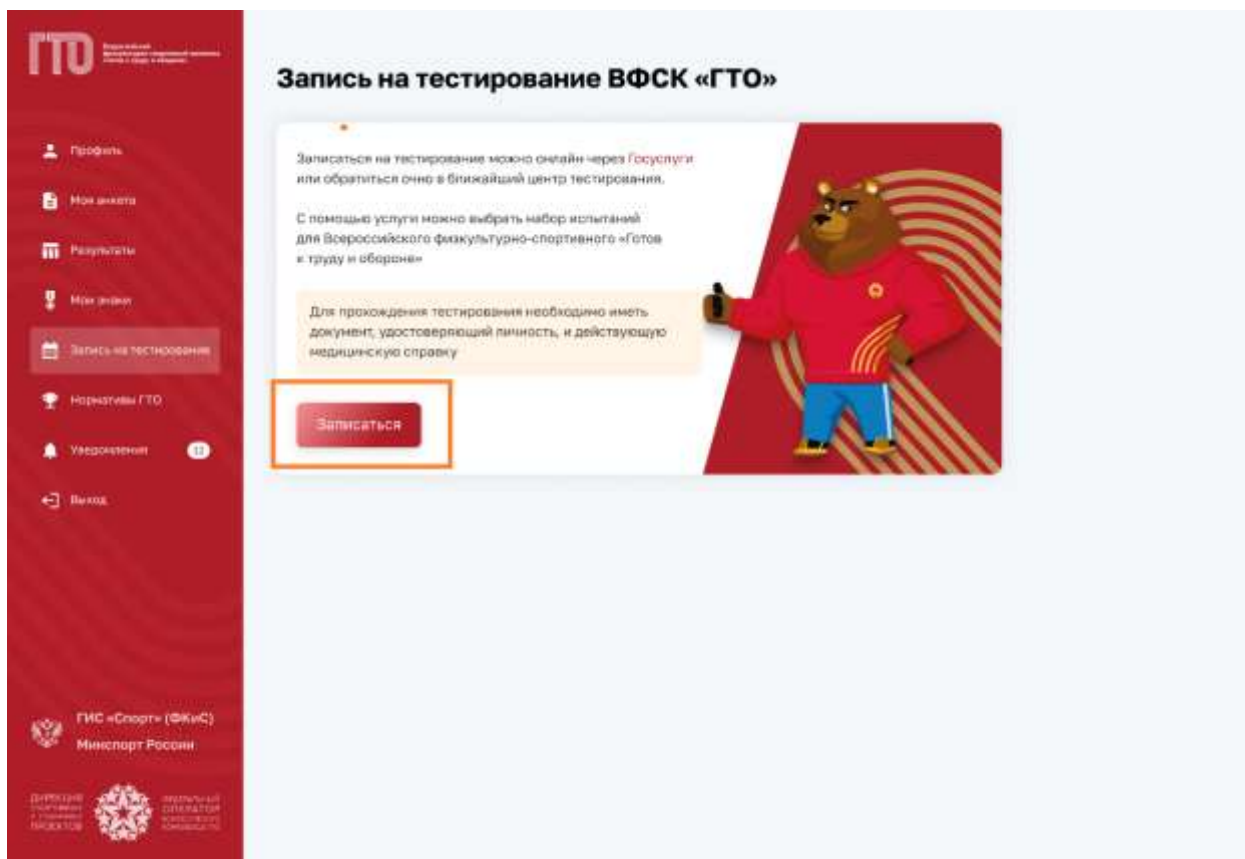 ГТО
Запись на тестирование ВФСК «ГТО»
Профиль
Моя анкета
Результаты
Мои знаки
Запись на тестирование
Нормативы ГТО
Уведомления
Выход
Записаться на тестирование можно онлайн через Госуслуги
или обратиться очно в ближайший центр тестирования.
С помощью услуги можно выбрать набор испытаний
для Всероссийского физкультурно-спортивного «Готов
к труду и обороне»
Для прохождения тестирования необходимо иметь
документ, удостоверяющий личность, и действующую
медицинскую справку
Записаться
ГИС «Спорт» (ФКиС)
Минспорт России
ДИРЕКЦИЯ
ПРОЕКТОВ
ОПЕРАТОР